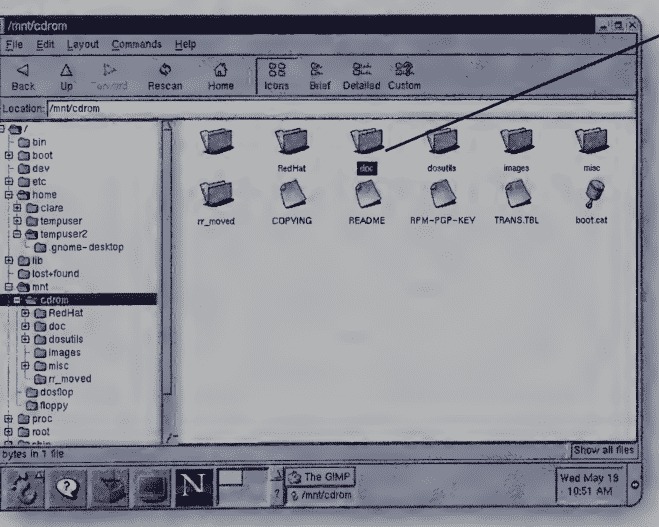 /mnt/cdrom
File Edit Layout Commands Help
Back Up Forward Rescan Home Icons Brief Detailed Custom
Location: /mnt/cdrom
/
bin
boot
dev
etc
home
clare
tempuser
tempuser2
.gnome-desktop
lib
lost+found
mnt
cdrom
RedHat
doc
dosutils
images
misc
rr_moved
dosflop
floppy
proc
root
RedHat doc dosutils images misc
rr_moved COPYING README RPM-PGP-KEY TRANS.TBL boot.cat
bytes in 1 file
Show all files
N
?
The GIMP
/mnt/cdrom
Wed May 19
10:51 AM